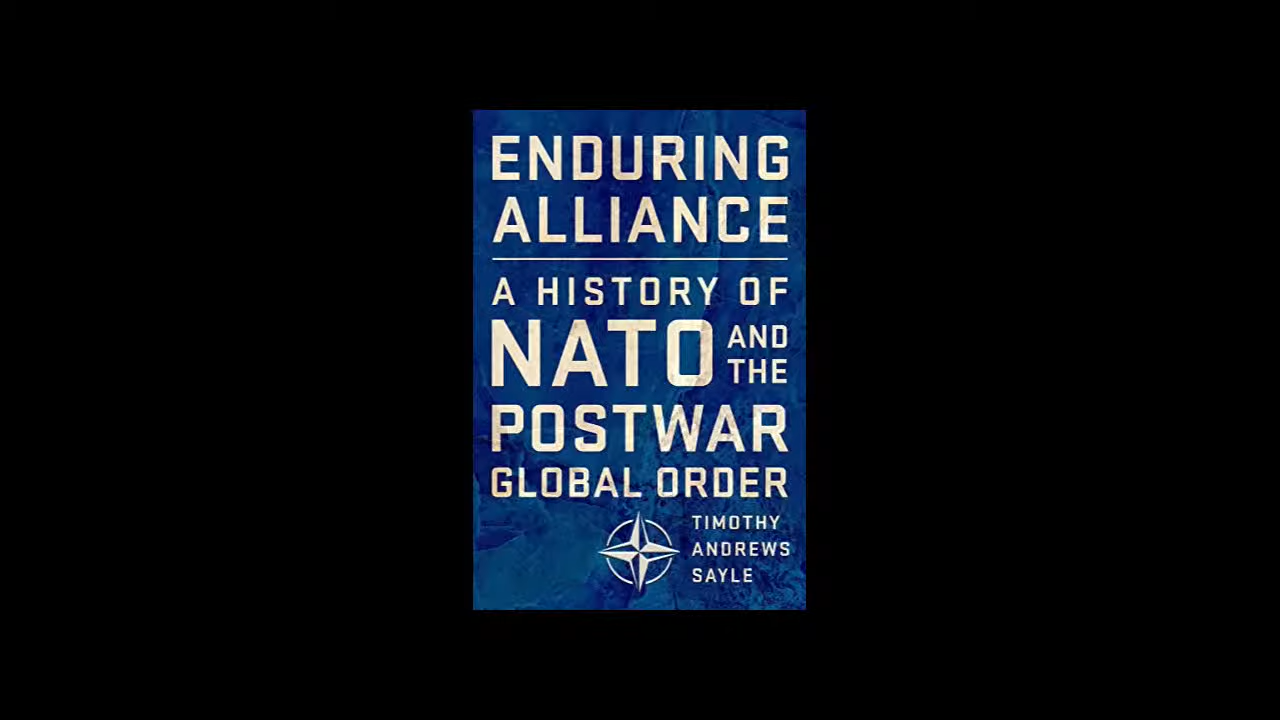 ENDURING
ALLIANCE
A HISTORY OF
NATO AND THE
POSTWAR
GLOBAL ORDER
TIMOTHY
ANDREWS
SAYLE